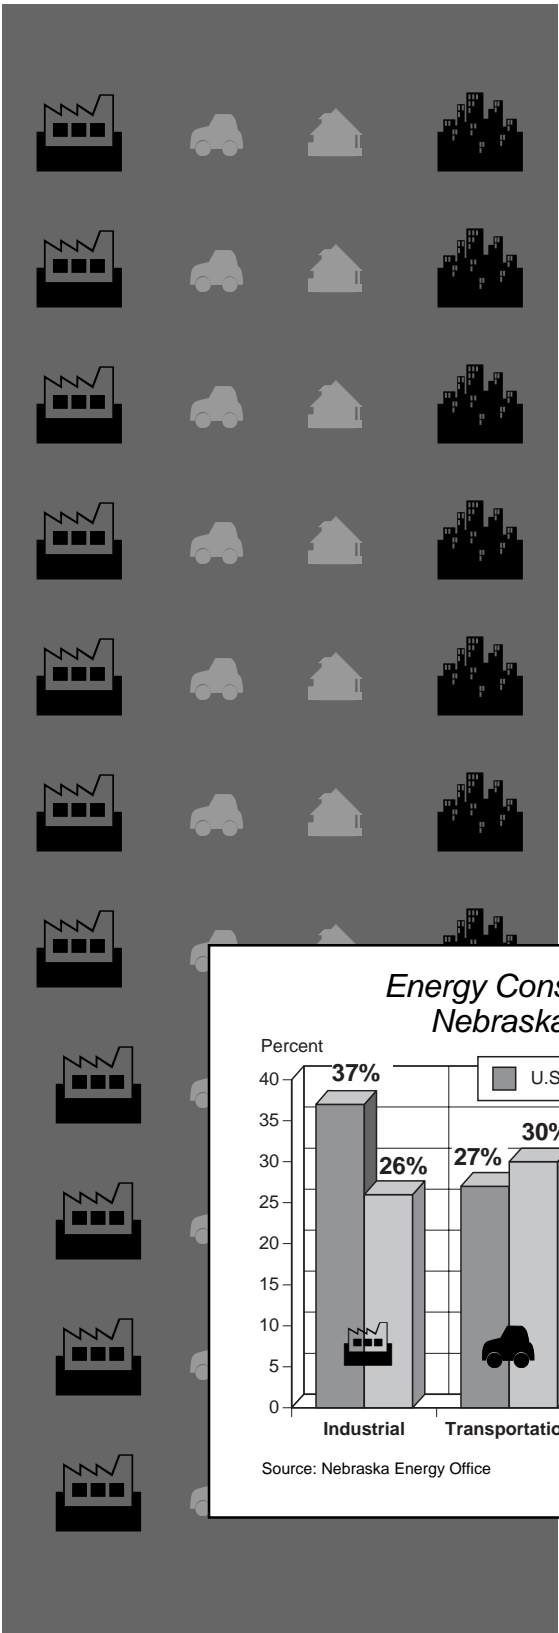 Energy Cons
Nebraska
Percent
U.S
40
35
30
25
20
15
10
5
0
37%
26%
27%
30%
Industrial
Transportatio
Source: Nebraska Energy Office